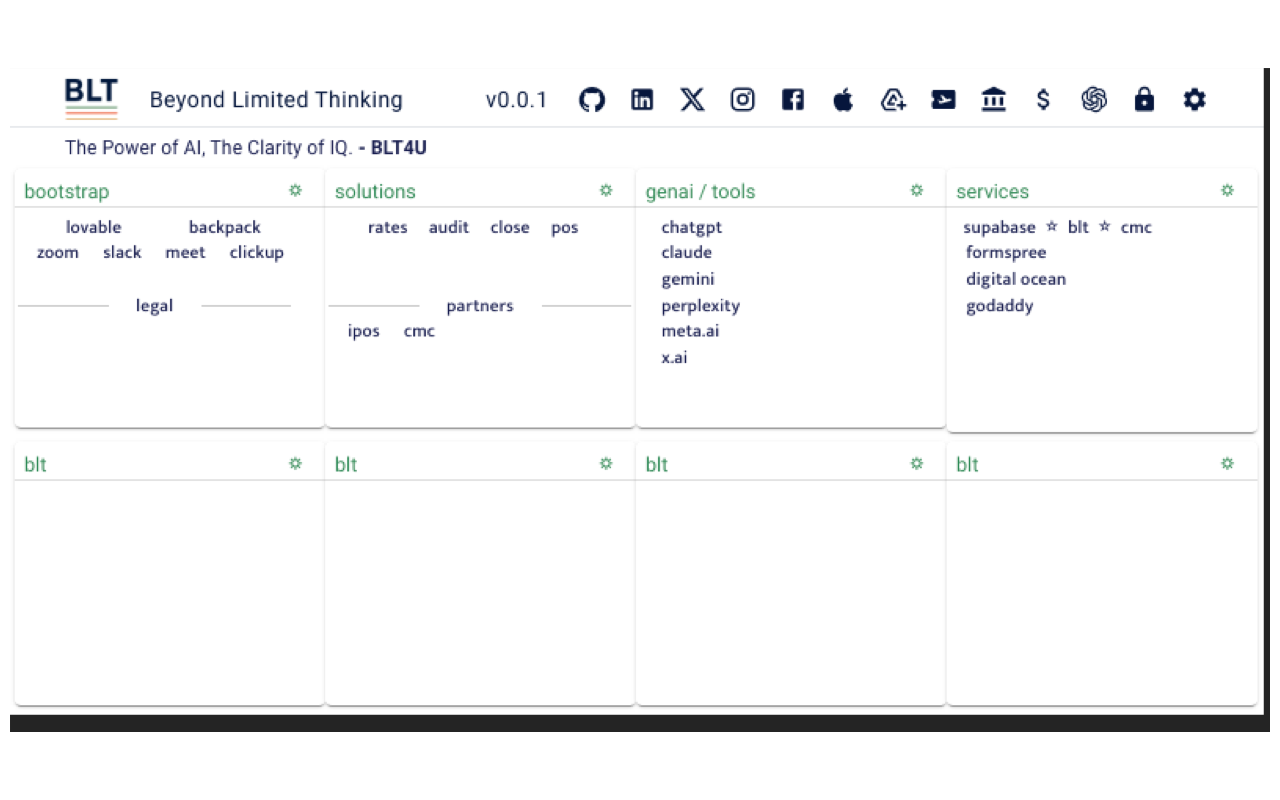 BLT Beyond Limited Thinking v0.0.1
The Power of AI, The Clarity of IQ. - BLT4U
bootstrap
lovable backpack
zoom slack meet clickup
legal
solutions
rates audit close pos
partners
ipos cmc
genai / tools
chatgpt
claude
gemini
perplexity
meta.ai
x.ai
services
supabase ☆ blt ☆ cmc
formspree
digital ocean
godaddy
blt
blt
blt
blt